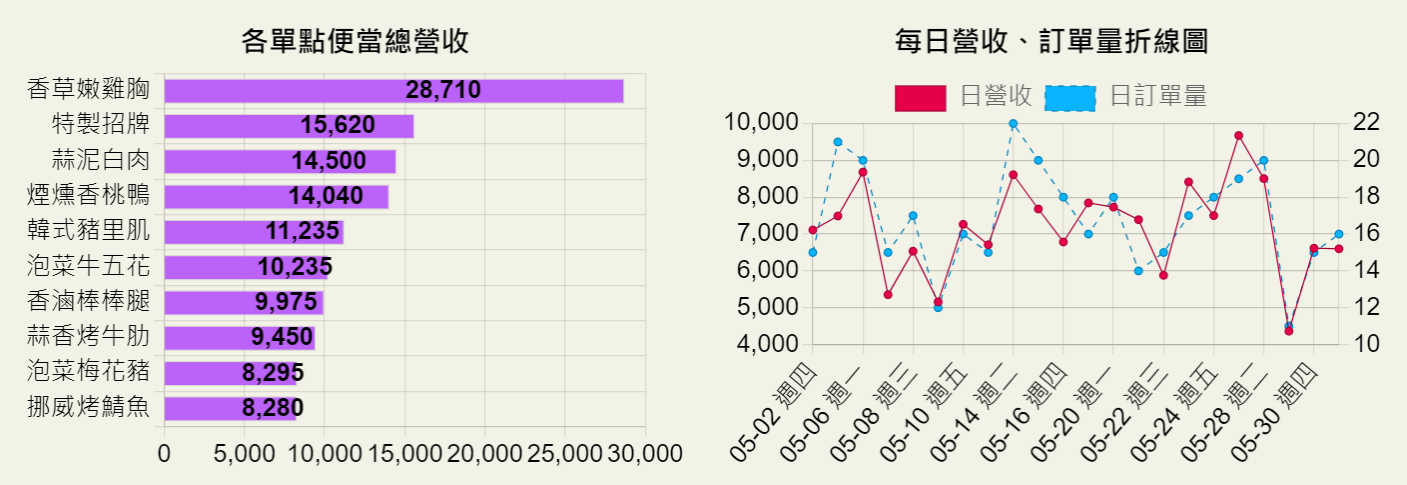 各單點便當總營收
香草嫩雞胸 28,710
特製招牌 15,620
蒜泥白肉 14,500
煙燻香桃鴨 14,040
韓式豬里肌 11,235
泡菜牛五花 10,235
香滷棒棒腿 9,975
蒜香烤牛肋 9,450
泡菜梅花豬 8,295
挪威烤鯖魚 8,280
0 5,000 10,000 15,000 20,000 25,000 30,000
每日營收、訂單量折線圖
日營收 日訂單量
10,000 22
9,000 20
8,000 18
7,000 16
6,000 14
5,000 12
4,000 10
05-02 週四
05-06 週一
05-08 週三
05-10 週五
05-14 週二
05-16 週四
05-20 週一
05-22 週三
05-24 週五
05-28 週二
05-30 週四